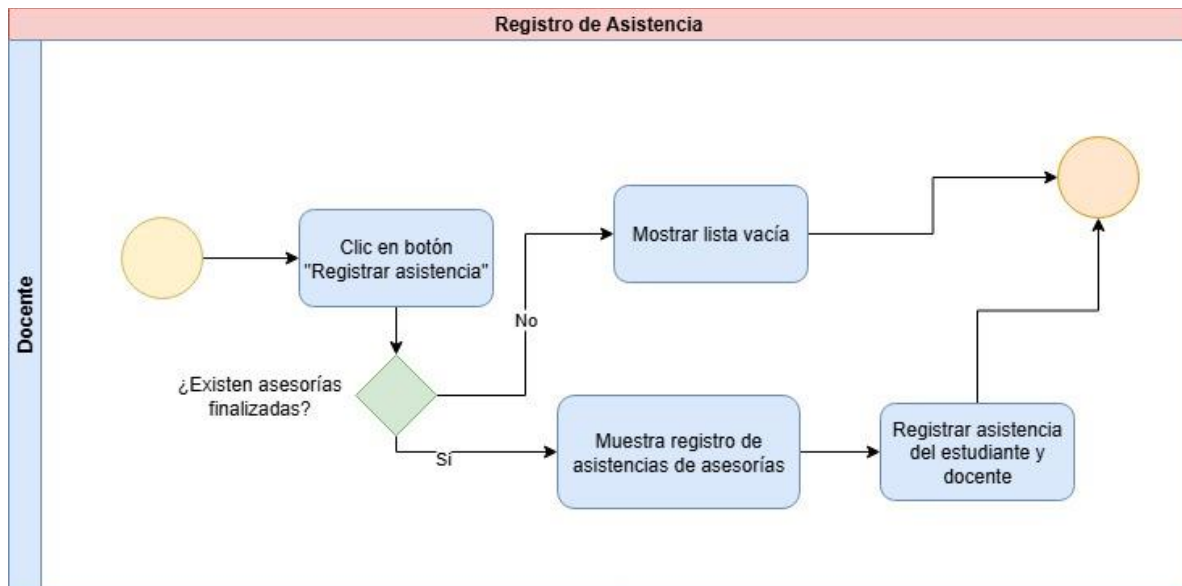 Registro de Asistencia
Docente
Clic en botón
"Registrar asistencia"
¿Existen asesorías
finalizadas?
No
Sí
Mostrar lista vacía
Muestra registro de
asistencias de asesorías
Registrar asistencia
del estudiante y
docente